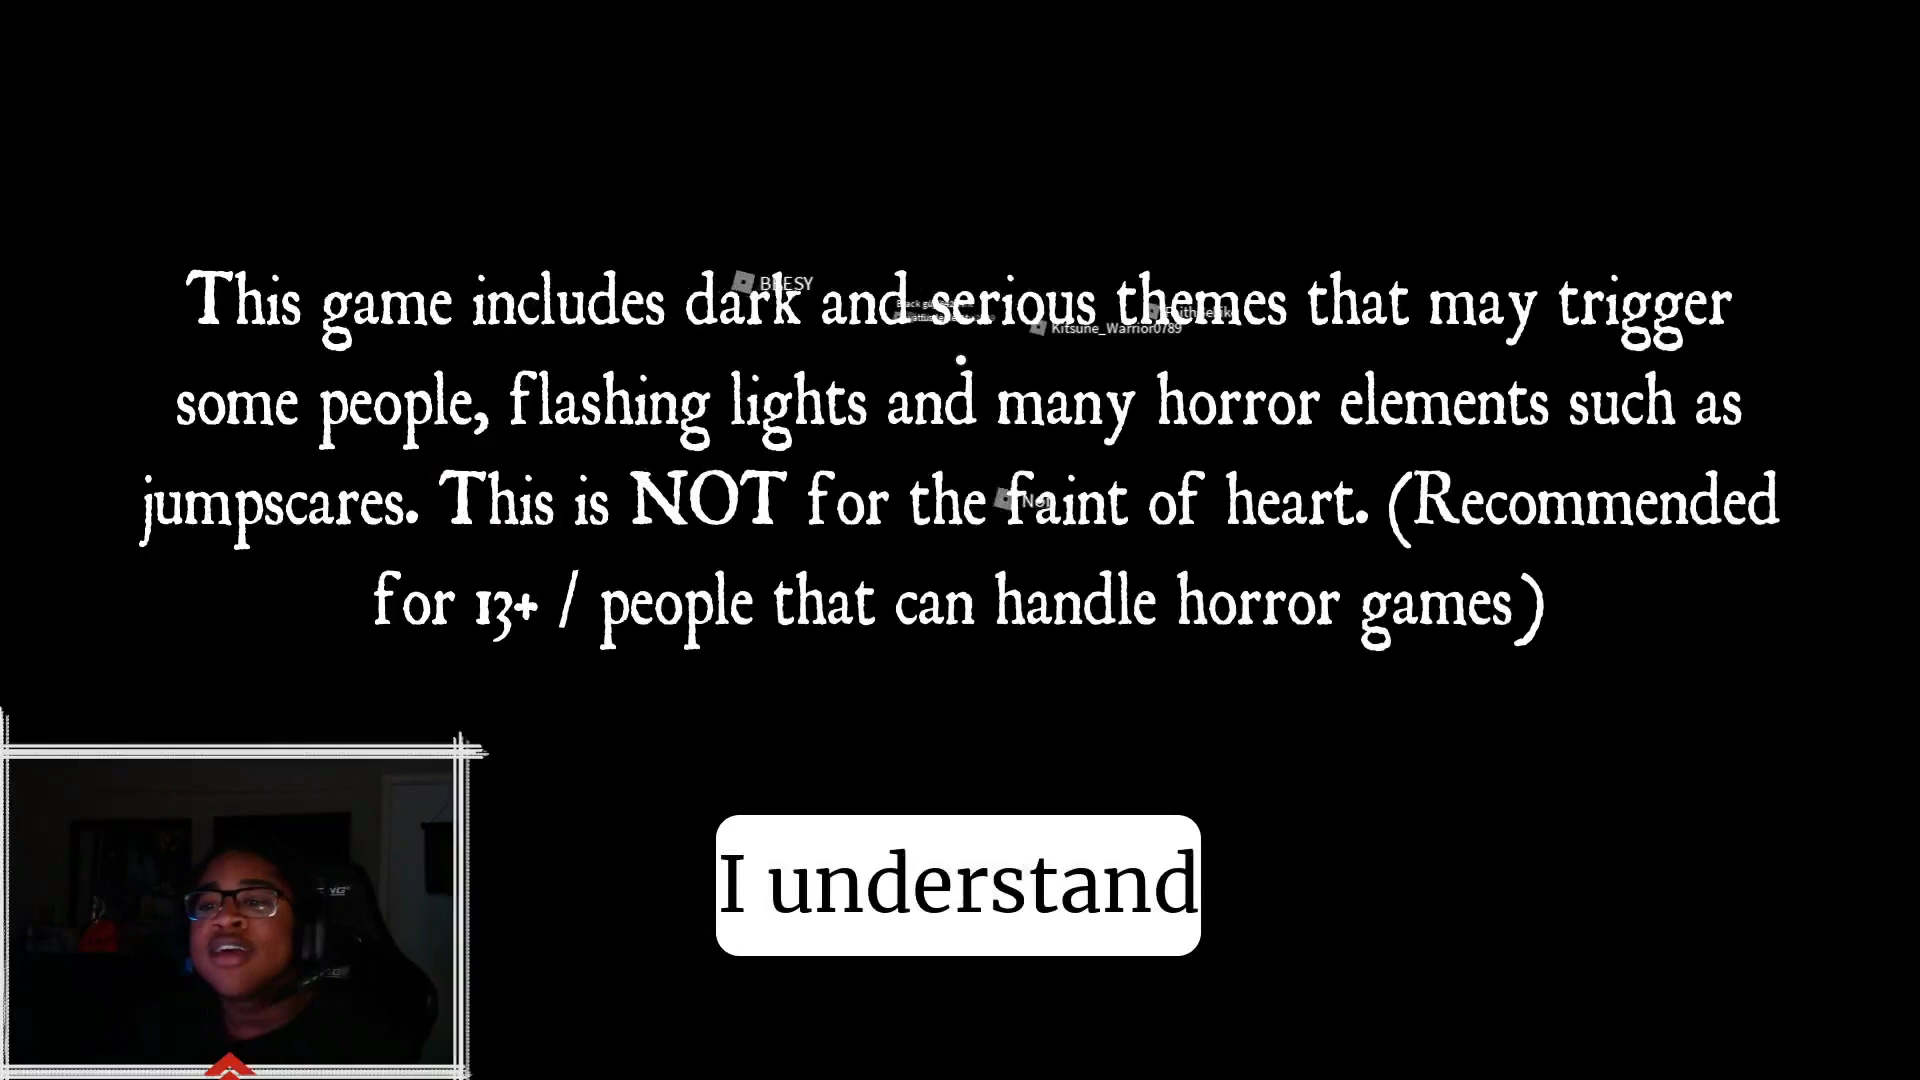 This game includes dark and serious themes that may trigger
some people, flashing lights and many horror elements such as
jumpscares. This is NOT for the faint of heart. (Recommended
for 13+ / people that can handle horror games)
BEESY
Kitsune_Warrior0789
I understand